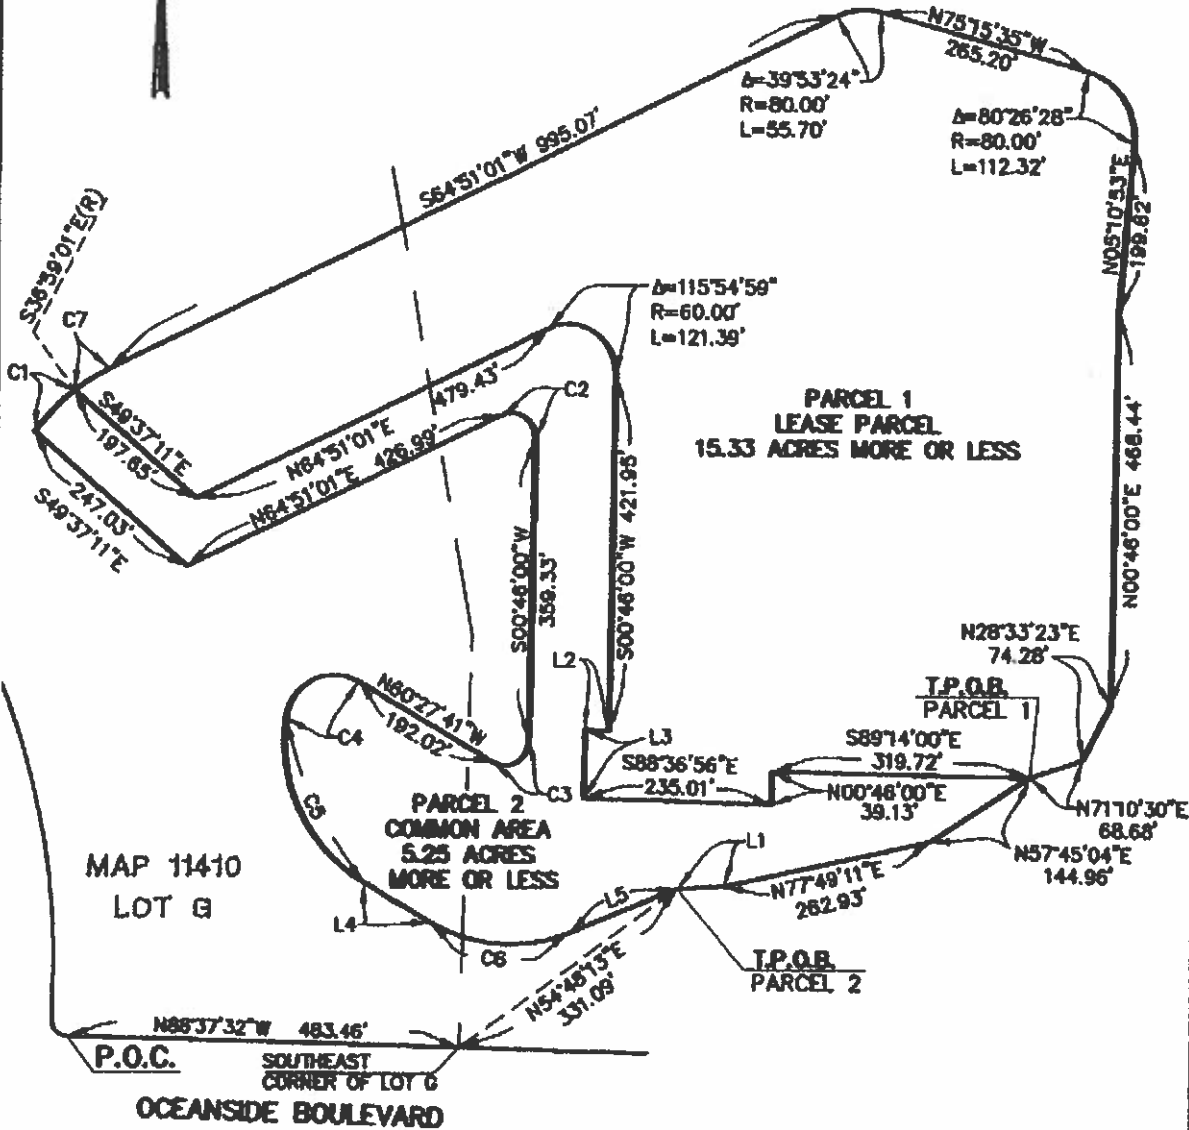 N75°15'35"W
265.20'
Δ=39°53'24"
R=80.00'
L=55.70'
Δ=80°26'28"
R=80.00'
L=112.32'
S64°51'01"W 995.07'
N05°10'53"E
199.82'
S36°59'01"E(R)
C7
C1
Δ=115°54'59"
R=60.00'
L=121.39'
S49°37'11"E
197.65'
479.43'
N64°51'01"E
C2
N64°51'01"E 426.99'
247.03'
S49°37'11"E
PARCEL 1
LEASE PARCEL
15.33 ACRES MORE OR LESS
S00°46'00"W
359.33'
S00°46'00"W 421.95'
N00°46'00"E 468.44'
N28°33'23"E
74.28'
L2
T.P.O.B.
PARCEL 1
N60°27'41"W
192.02'
C4
L3
S88°36'56"E
235.01'
S89°14'00"E
319.72'
N00°46'00"E
39.13'
C3
N71°10'30"E
68.68'
C5
PARCEL 2
COMMON AREA
5.25 ACRES
MORE OR LESS
L1
N57°45'04"E
144.96'
MAP 11410
LOT G
N77°49'11"E
262.93'
L5
L4
C6
N54°48'13"E
331.09'
T.P.O.B.
PARCEL 2
N88°37'32"W 483.46'
P.O.C.
SOUTHEAST
CORNER OF LOT G
OCEANSIDE BOULEVARD